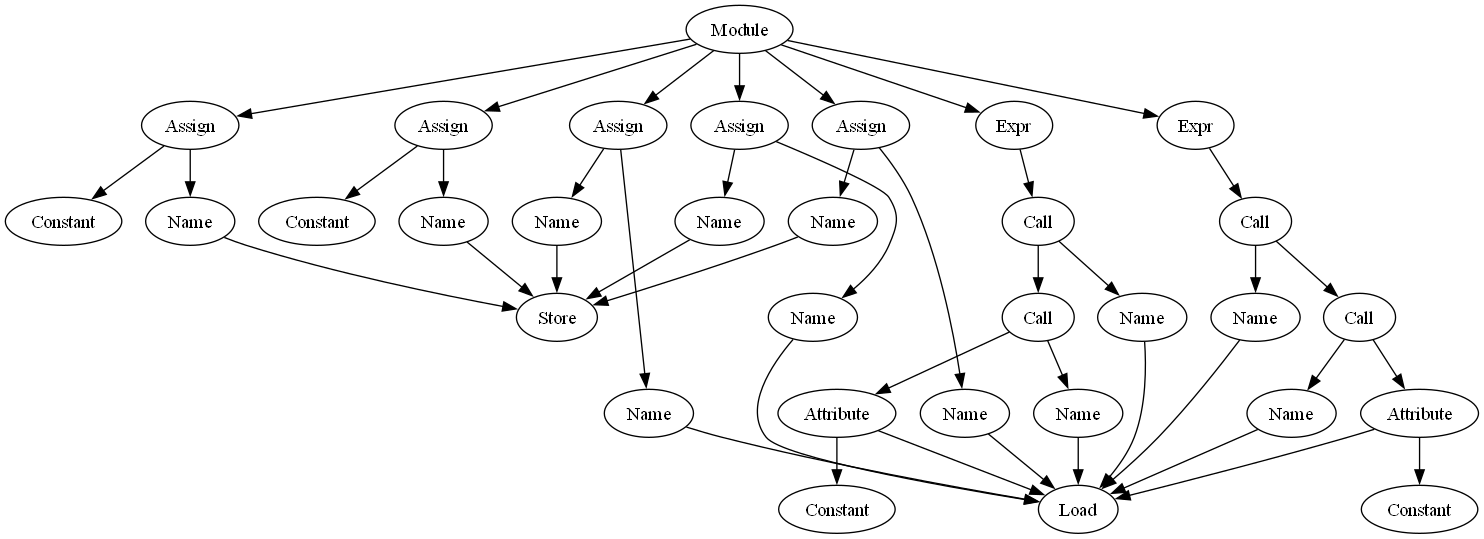 Module
Assign Assign Assign Assign Assign Expr Expr
Constant Name Constant Name Name Name Name Call Call
Store Name Call Name Name Call
Name Attribute Name Name Name Attribute
Constant Load Constant